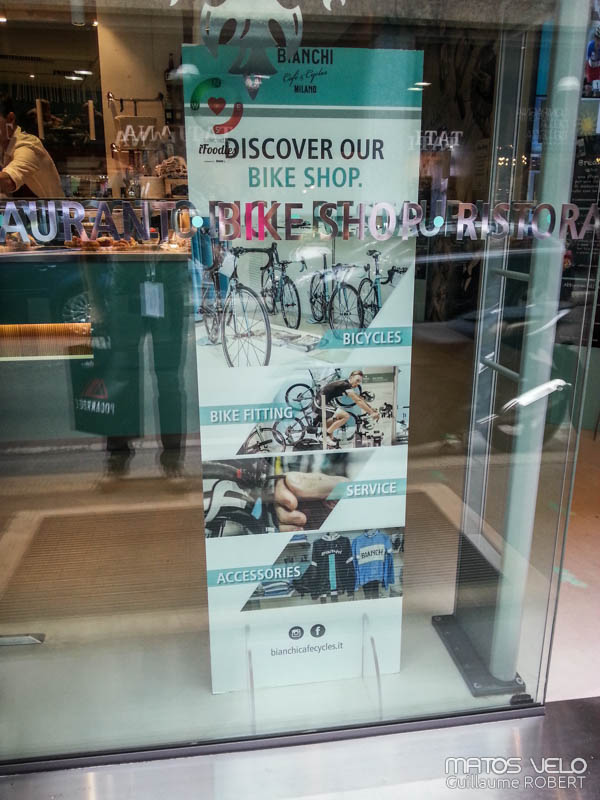 BIANCHI
Café & Cycles
MILANO
iFoodies
DISCOVER OUR
BIKE SHOP.
AURANT BIKE SHOP RISTORA
BICYCLES
BIKE FITTING
SERVICE
ACCESSORIES
BIANCHI
bianchicafecycles.it
MATOS VELO
Guillaume ROBERT